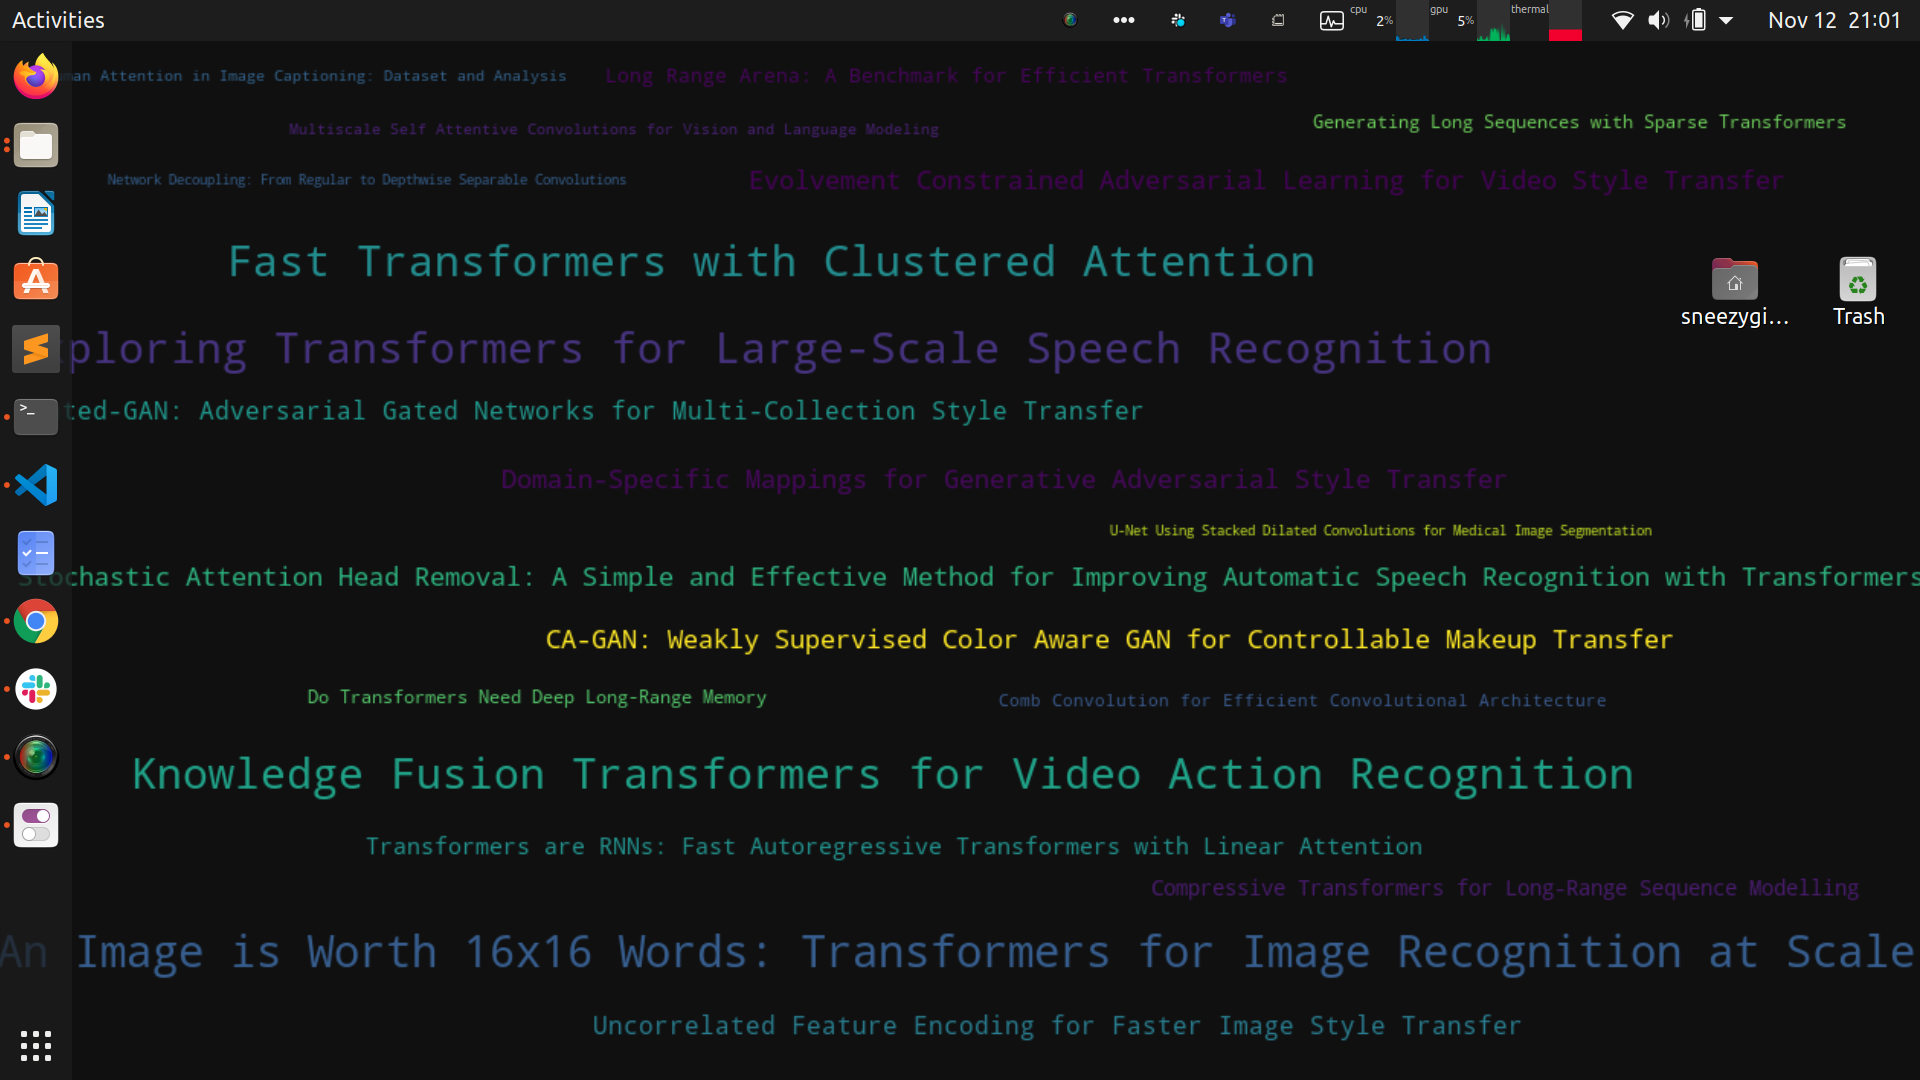 Activities
cpu 2% gpu 5% thermal
Nov 12 21:01
man Attention in Image Captioning: Dataset and Analysis
Long Range Arena: A Benchmark for Efficient Transformers
Generating Long Sequences with Sparse Transformers
Multiscale Self Attentive Convolutions for Vision and Language Modeling
Network Decoupling: From Regular to Depthwise Separable Convolutions
Evolvement Constrained Adversarial Learning for Video Style Transfer
Fast Transformers with Clustered Attention
sneezygi...
Trash
xploring Transformers for Large-Scale Speech Recognition
ted-GAN: Adversarial Gated Networks for Multi-Collection Style Transfer
Domain-Specific Mappings for Generative Adversarial Style Transfer
U-Net Using Stacked Dilated Convolutions for Medical Image Segmentation
Stochastic Attention Head Removal: A Simple and Effective Method for Improving Automatic Speech Recognition with Transformers
CA-GAN: Weakly Supervised Color Aware GAN for Controllable Makeup Transfer
Do Transformers Need Deep Long-Range Memory
Comb Convolution for Efficient Convolutional Architecture
Knowledge Fusion Transformers for Video Action Recognition
Transformers are RNNs: Fast Autoregressive Transformers with Linear Attention
Compressive Transformers for Long-Range Sequence Modelling
An Image is Worth 16x16 Words: Transformers for Image Recognition at Scale
Uncorrelated Feature Encoding for Faster Image Style Transfer